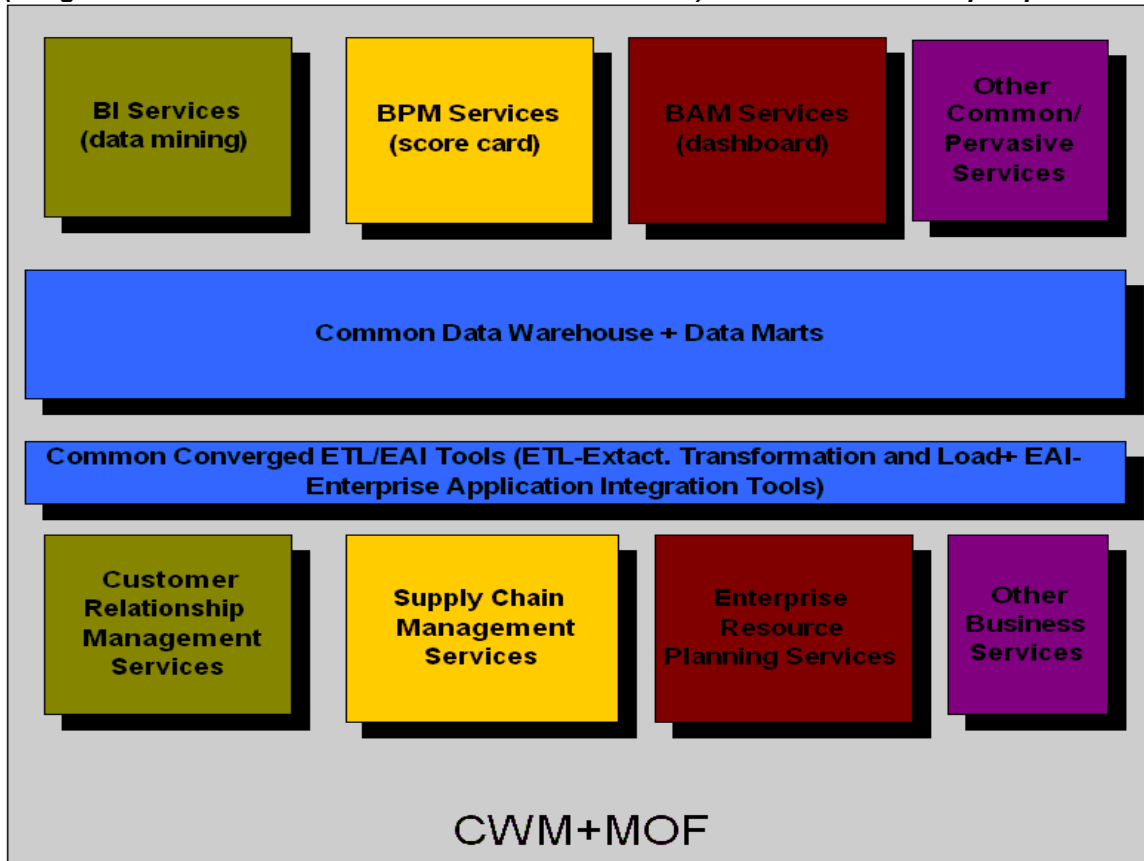 BI Services
(data mining)
BPM Services
(score card)
BAM Services
(dashboard)
Other
Common/
Pervasive
Services
Common Data Warehouse + Data Marts
Common Converged ETL/EAI Tools (ETL-Extact. Transformation and Load+ EAI-
Enterprise Application Integration Tools)
Customer
Relationship
Management
Services
Supply Chain
Management
Services
Enterprise
Resource
Planning Services
Other
Business
Services
CWM+MOF